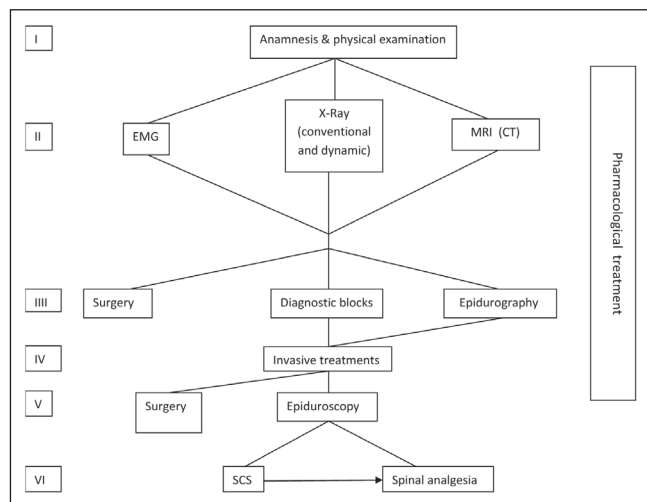 I
Anamnesis & physical examination
II
EMG
X-Ray
(conventional
and dynamic)
MRI (CT)
Pharmacological treatment
IIII
Surgery
Diagnostic blocks
Epidurography
IV
Invasive treatments
V
Surgery
Epiduroscopy
VI
SCS
Spinal analgesia